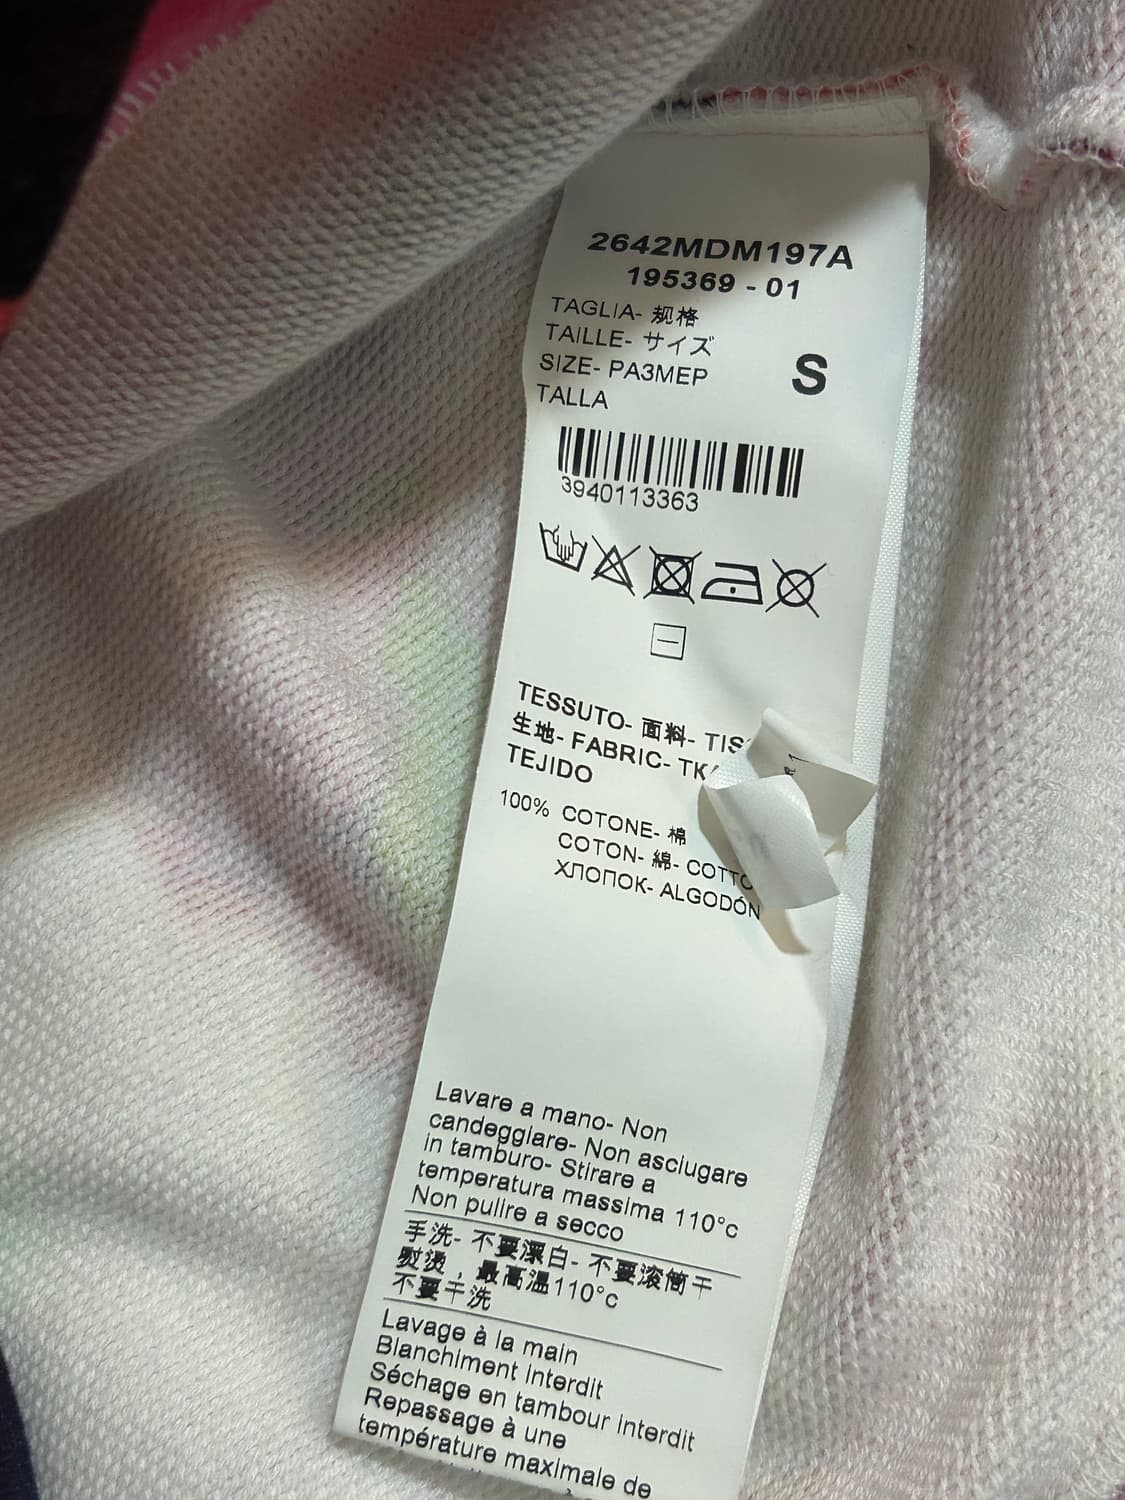 2642MDM197A
195369 - 01
TAGLIA- 规格
TAILLE- サイズ
SIZE- РАЗМЕР
TALLA
S
3940113363
TESSUTO- 面料-
生地- FABRIC-
TEJIDO
100% COTONE- 棉
COTON- 綿-
ХЛОПОК- ALGODÓN
Lavare a mano- Non
candeggiare- Non asciugare
in tamburo- Stirare a
temperatura massima 110°c
Non pulire a secco
手洗- 不要漂白- 不要滚筒干
熨烫，最高温110°c
不要干洗
Lavage à la main
Blanchiment interdit
Séchage en tambour interdit
Repassage à une
température maximale de